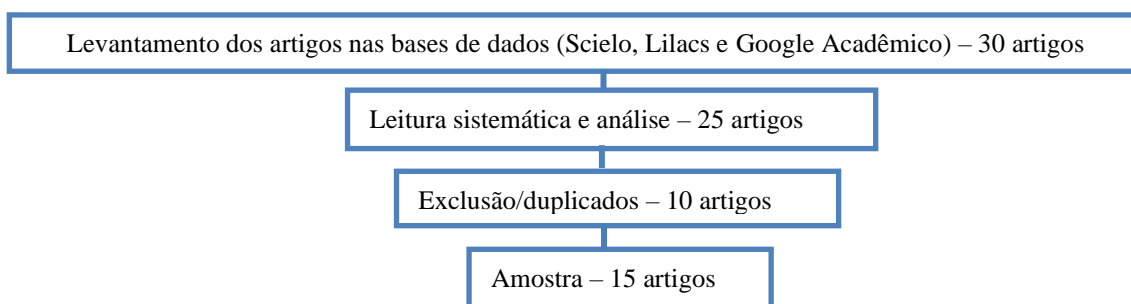 Levantamento dos artigos nas bases de dados (Scielo, Lilacs e Google Acadêmico) – 30 artigos
Leitura sistemática e análise – 25 artigos
Exclusão/duplicados – 10 artigos
Amostra – 15 artigos